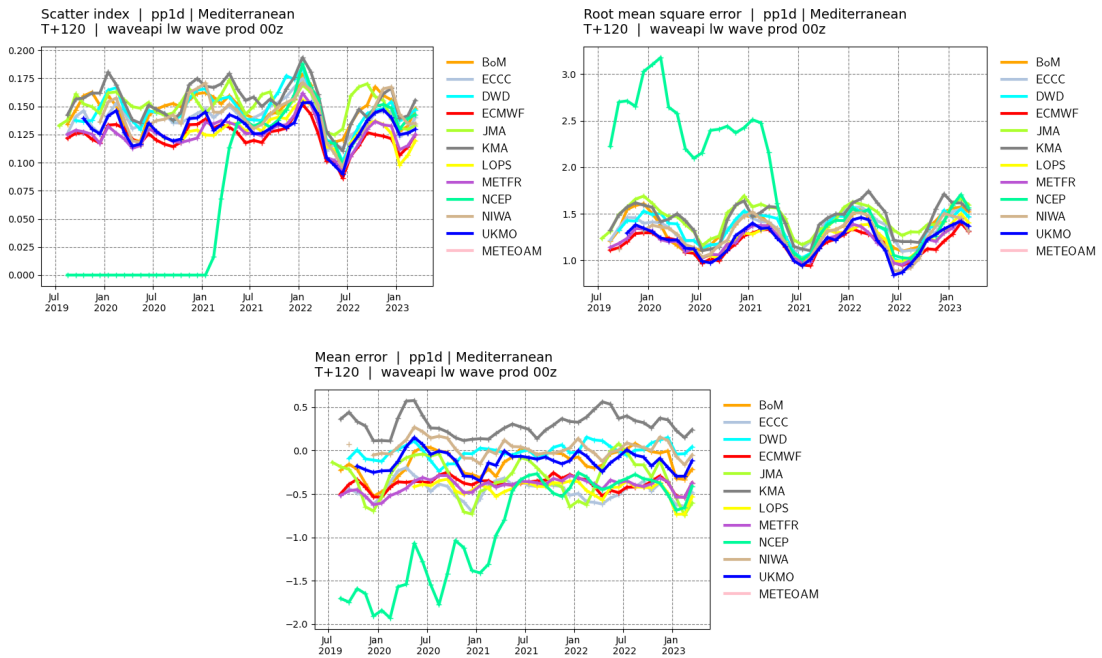 Scatter index | pp1d | Mediterranean
T+120 | waveapi lw wave prod 00z
0.200
0.175
0.150
0.125
0.100
0.075
0.050
0.025
0.000
Jul
2019
Jan
2020
Jul
2020
Jan
2021
Jul
2021
Jan
2022
Jul
2022
Jan
2023
BoM
ECCC
DWD
ECMWF
JMA
KMA
LOPS
METFR
NCEP
NIWA
UKMO
METEOAM
Root mean square error | pp1d | Mediterranean
T+120 | waveapi lw wave prod 00z
3.0
2.5
2.0
1.5
1.0
Jul
2019
Jan
2020
Jul
2020
Jan
2021
Jul
2021
Jan
2022
Jul
2022
Jan
2023
BoM
ECCC
DWD
ECMWF
JMA
KMA
LOPS
METFR
NCEP
NIWA
UKMO
METEOAM
Mean error | pp1d | Mediterranean
T+120 | waveapi lw wave prod 00z
0.5
0.0
−0.5
−1.0
−1.5
−2.0
Jul
2019
Jan
2020
Jul
2020
Jan
2021
Jul
2021
Jan
2022
Jul
2022
Jan
2023
BoM
ECCC
DWD
ECMWF
JMA
KMA
LOPS
METFR
NCEP
NIWA
UKMO
METEOAM